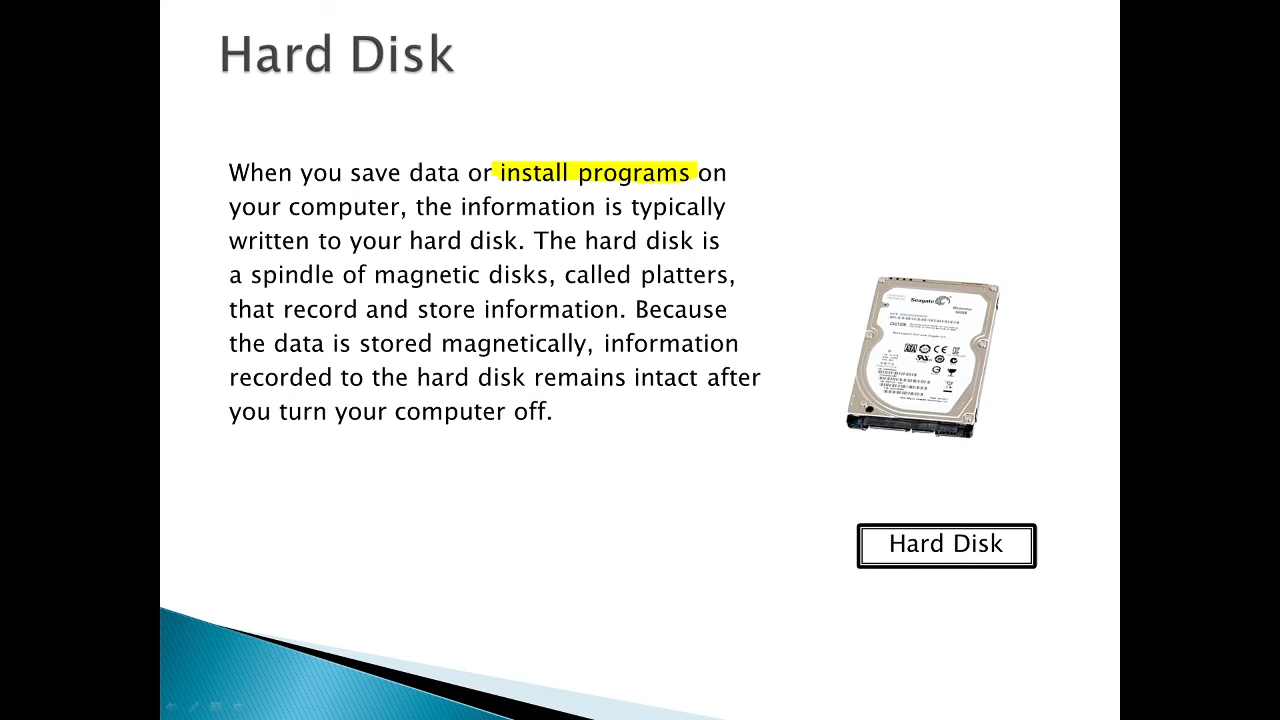 Hard Disk
When you save data or install programs on
your computer, the information is typically
written to your hard disk. The hard disk is
a spindle of magnetic disks, called platters,
that record and store information. Because
the data is stored magnetically, information
recorded to the hard disk remains intact after
you turn your computer off.
Seagate
CAUTION
Hard Disk